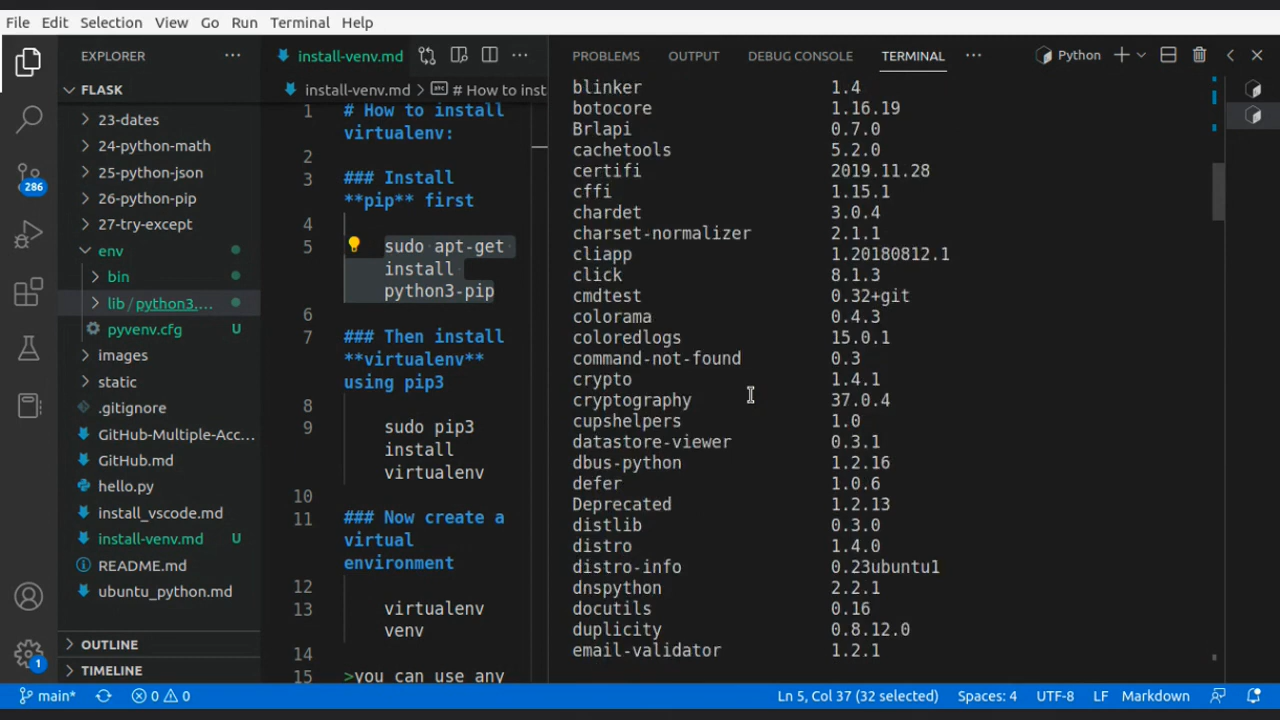 File Edit Selection View Go Run Terminal Help
EXPLORER
FLASK
23-dates
24-python-math
25-python-json
26-python-pip
27-try-except
env
bin
lib / python3....
pyvenv.cfg U
images
static
.gitignore
GitHub-Multiple-Acc...
GitHub.md
hello.py
install_vscode.md
install-venv.md U
README.md
ubuntu_python.md
OUTLINE
TIMELINE
286
1
install-venv.md
install-venv.md > # How to inst
1 # How to install
virtualenv:
2
3 ### Install
**pip** first
4
5 sudo apt-get
install
python3-pip
6
7 ### Then install
**virtualenv**
using pip3
8
9 sudo pip3
install
virtualenv
10
11 ### Now create a
virtual
environment
12
13 virtualenv
venv
14
15 >you can use any
PROBLEMS OUTPUT DEBUG CONSOLE TERMINAL
Python
blinker 1.4
botocore 1.16.19
Brlapi 0.7.0
cachetools 5.2.0
certifi 2019.11.28
cffi 1.15.1
chardet 3.0.4
charset-normalizer 2.1.1
cliapp 1.20180812.1
click 8.1.3
cmdtest 0.32+git
colorama 0.4.3
coloredlogs 15.0.1
command-not-found 0.3
crypto 1.4.1
cryptography 37.0.4
cupshelpers 1.0
datastore-viewer 0.3.1
dbus-python 1.2.16
defer 1.0.6
Deprecated 1.2.13
distlib 0.3.0
distro 1.4.0
distro-info 0.23ubuntu1
dnspython 2.2.1
docutils 0.16
duplicity 0.8.12.0
email-validator 1.2.1
main* 0 0 Ln 5, Col 37 (32 selected) Spaces: 4 UTF-8 LF Markdown